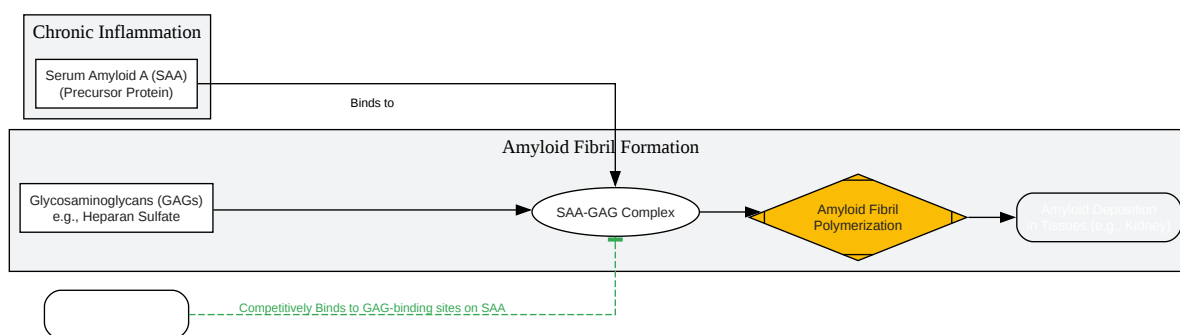 Chronic Inflammation
Serum Amyloid A (SAA)
(Precursor Protein)
Binds to
Amyloid Fibril Formation
Glycosaminoglycans (GAGs)
e.g., Heparan Sulfate
SAA-GAG Complex
Amyloid Fibril
Polymerization
Amyloid Deposition
in Tissues (e.g., Kidney)
Competitively Binds to GAG-binding sites on SAA